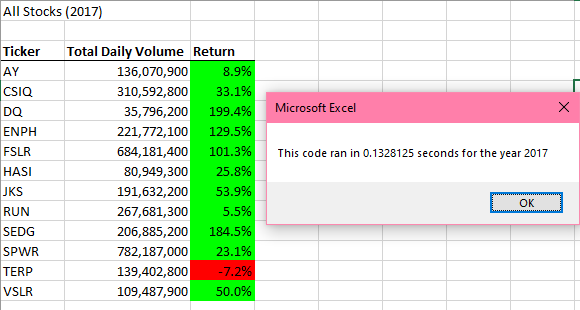 All Stocks (2017)
Ticker Total Daily Volume Return
AY 136,070,900 8.9%
CSIQ 310,592,800 33.1%
DQ 35,796,200 199.4%
ENPH 221,772,100 129.5%
FSLR 684,181,400 101.3%
HASI 80,949,300 25.8%
JKS 191,632,200 53.9%
RUN 267,681,300 5.5%
SEDG 206,885,200 184.5%
SPWR 782,187,000 23.1%
TERP 139,402,800 -7.2%
VSLR 109,487,900 50.0%
Microsoft Excel
This code ran in 0.1328125 seconds for the year 2017
OK